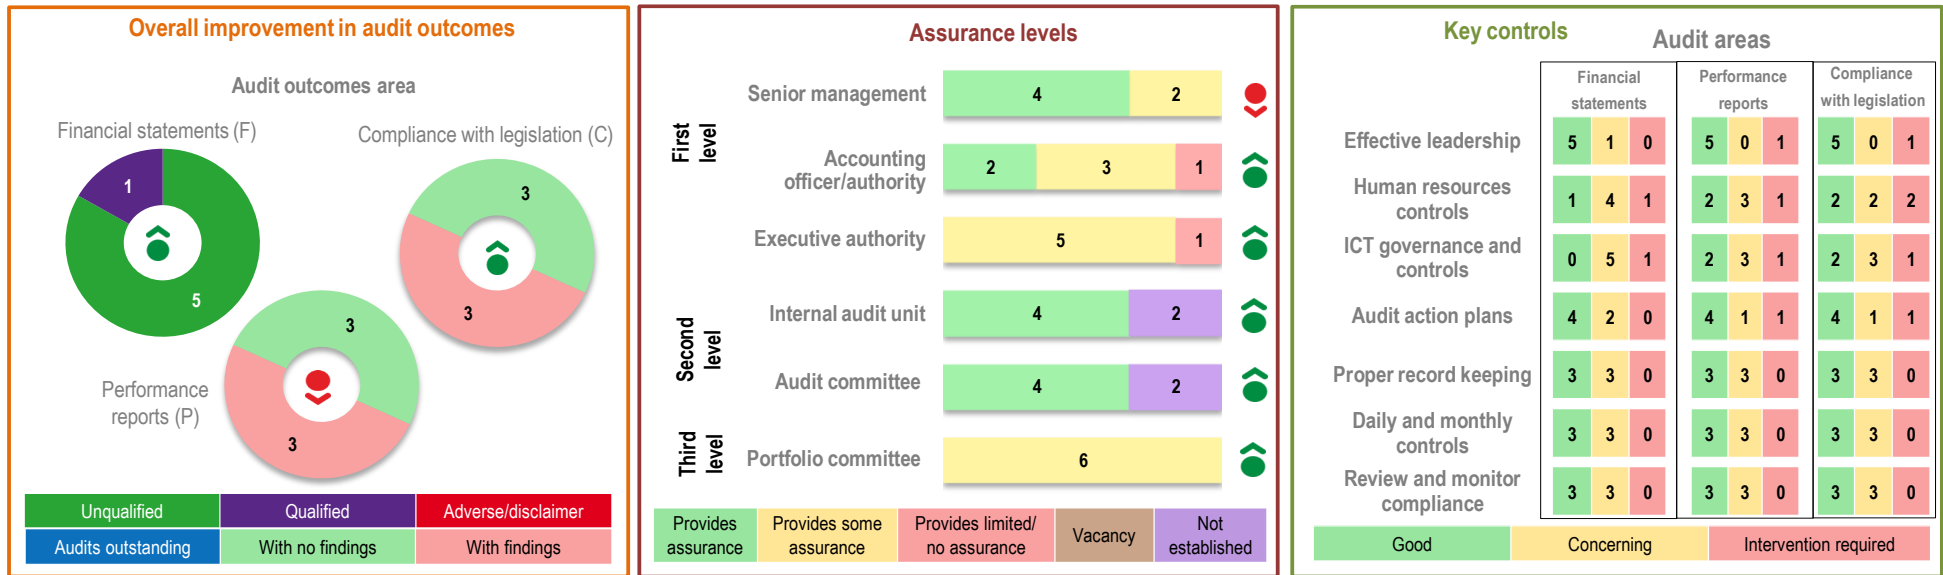 Overall improvement in audit outcomes
Audit outcomes area
Financial statements (F)
1
5
Compliance with legislation (C)
3
3
Performance
reports (P)
3
3
Unqualified Qualified Adverse/disclaimer
Audits outstanding With no findings With findings
Assurance levels
First
level
Senior management 4 2
Accounting
officer/authority 2 3 1
Executive authority 5 1
Second
level
Internal audit unit 4 2
Audit committee 4 2
Third
level
Portfolio committee 6
Provides
assurance
Provides some
assurance
Provides limited/
no assurance
Vacancy
Not
established
Key controls
Audit areas
Financial
statements
Performance
reports
Compliance
with legislation
Effective leadership 5 1 0 5 0 1 5 0 1
Human resources
controls 1 4 1 2 3 1 2 2 2
ICT governance and
controls 0 5 1 2 3 1 2 3 1
Audit action plans 4 2 0 4 1 1 4 1 1
Proper record keeping 3 3 0 3 3 0 3 3 0
Daily and monthly
controls 3 3 0 3 3 0 3 3 0
Review and monitor
compliance 3 3 0 3 3 0 3 3 0
Good Concerning Intervention required